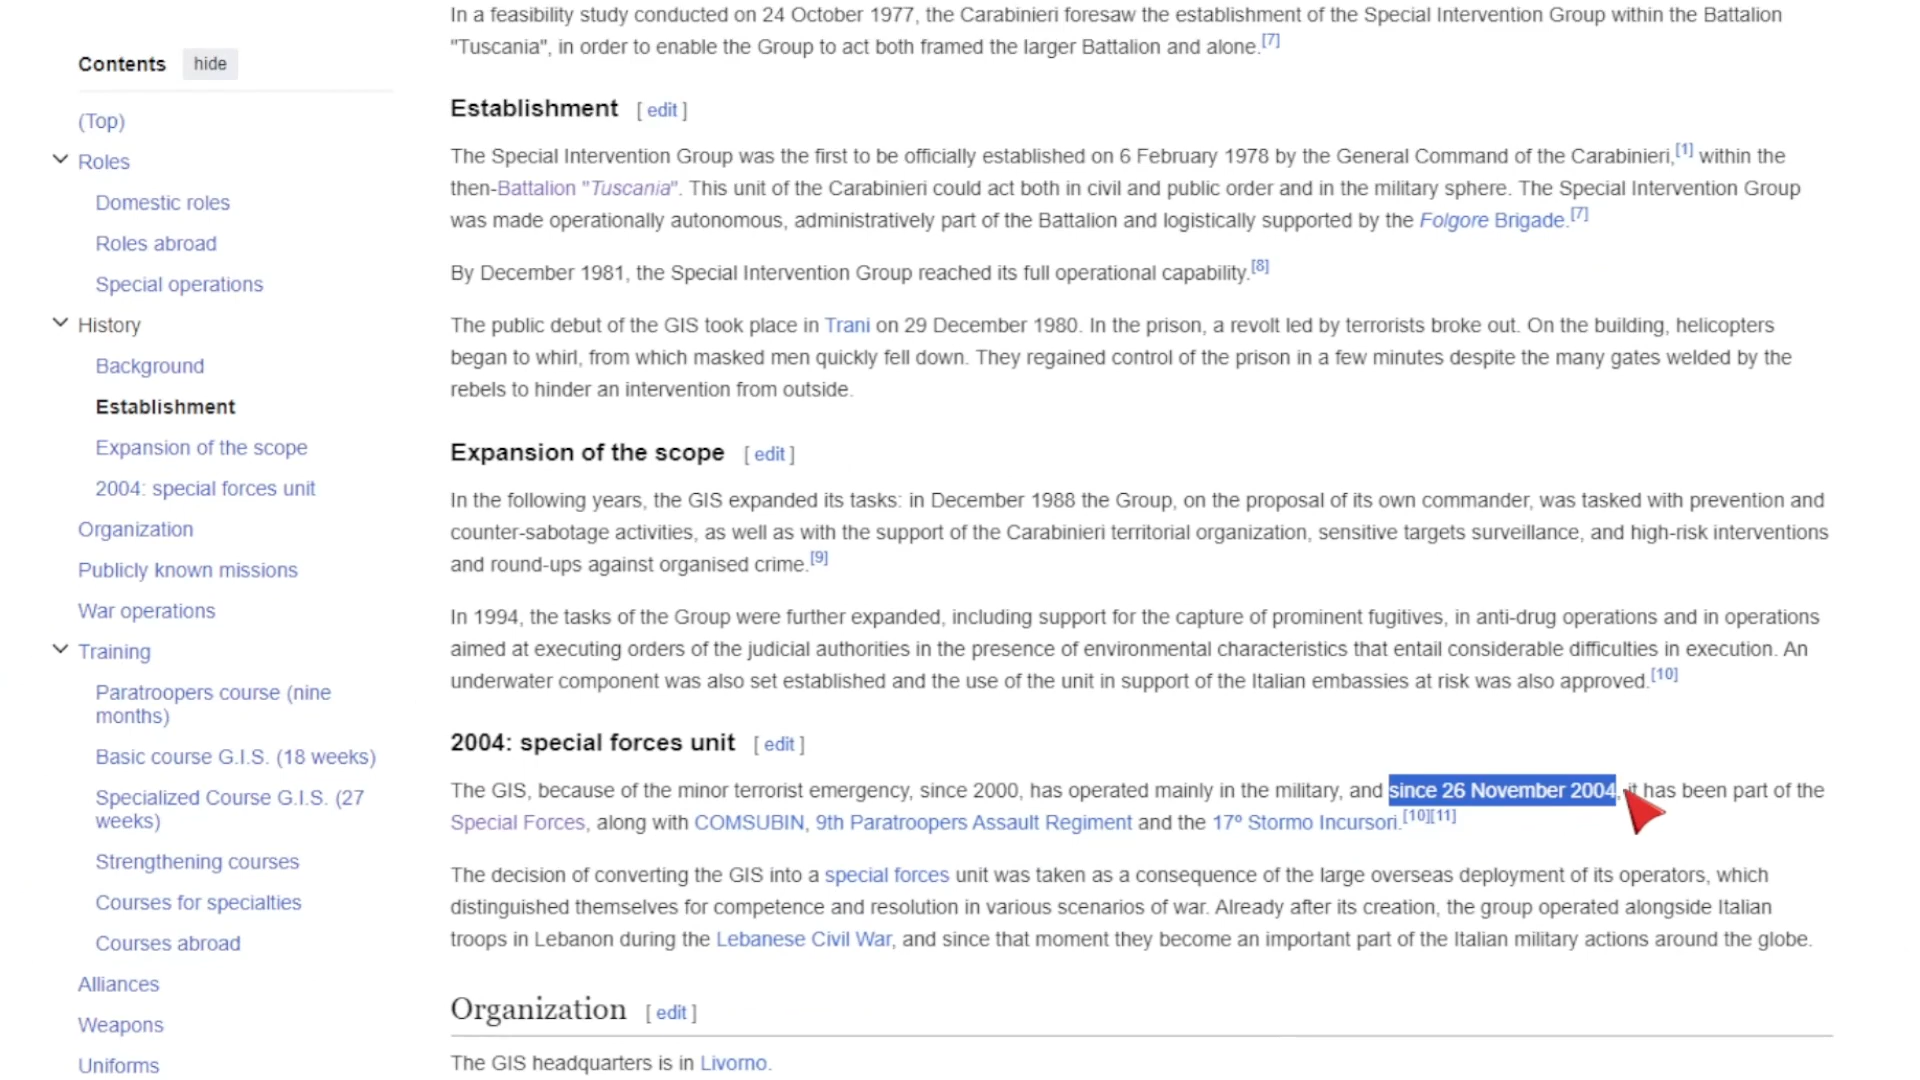 Contents hide
(Top)
Roles
Domestic roles
Roles abroad
Special operations
History
Background
Establishment
Expansion of the scope
2004: special forces unit
Organization
Publicly known missions
War operations
Training
Paratroopers course (nine
months)
Basic course G.I.S. (18 weeks)
Specialized Course G.I.S. (27
weeks)
Strengthening courses
Courses for specialties
Courses abroad
Alliances
Weapons
Uniforms
In a feasibility study conducted on 24 October 1977, the Carabinieri foresaw the establishment of the Special Intervention Group within the Battalion
"Tuscania", in order to enable the Group to act both framed the larger Battalion and alone.[7]
Establishment [ edit ]
The Special Intervention Group was the first to be officially established on 6 February 1978 by the General Command of the Carabinieri,[1] within the
then-Battalion "Tuscania". This unit of the Carabinieri could act both in civil and public order and in the military sphere. The Special Intervention Group
was made operationally autonomous, administratively part of the Battalion and logistically supported by the Folgore Brigade.[7]
By December 1981, the Special Intervention Group reached its full operational capability.[8]
The public debut of the GIS took place in Trani on 29 December 1980. In the prison, a revolt led by terrorists broke out. On the building, helicopters
began to whirl, from which masked men quickly fell down. They regained control of the prison in a few minutes despite the many gates welded by the
rebels to hinder an intervention from outside.
Expansion of the scope [ edit ]
In the following years, the GIS expanded its tasks: in December 1988 the Group, on the proposal of its own commander, was tasked with prevention and
counter-sabotage activities, as well as with the support of the Carabinieri territorial organization, sensitive targets surveillance, and high-risk interventions
and round-ups against organised crime.[9]
In 1994, the tasks of the Group were further expanded, including support for the capture of prominent fugitives, in anti-drug operations and in operations
aimed at executing orders of the judicial authorities in the presence of environmental characteristics that entail considerable difficulties in execution. An
underwater component was also set established and the use of the unit in support of the Italian embassies at risk was also approved.[10]
2004: special forces unit [ edit ]
The GIS, because of the minor terrorist emergency, since 2000, has operated mainly in the military, and since 26 November 2004, it has been part of the
Special Forces, along with COMSUBIN, 9th Paratroopers Assault Regiment and the 17º Stormo Incursori.[10][11]
The decision of converting the GIS into a special forces unit was taken as a consequence of the large overseas deployment of its operators, which
distinguished themselves for competence and resolution in various scenarios of war. Already after its creation, the group operated alongside Italian
troops in Lebanon during the Lebanese Civil War, and since that moment they become an important part of the Italian military actions around the globe.
Organization [ edit ]
The GIS headquarters is in Livorno.